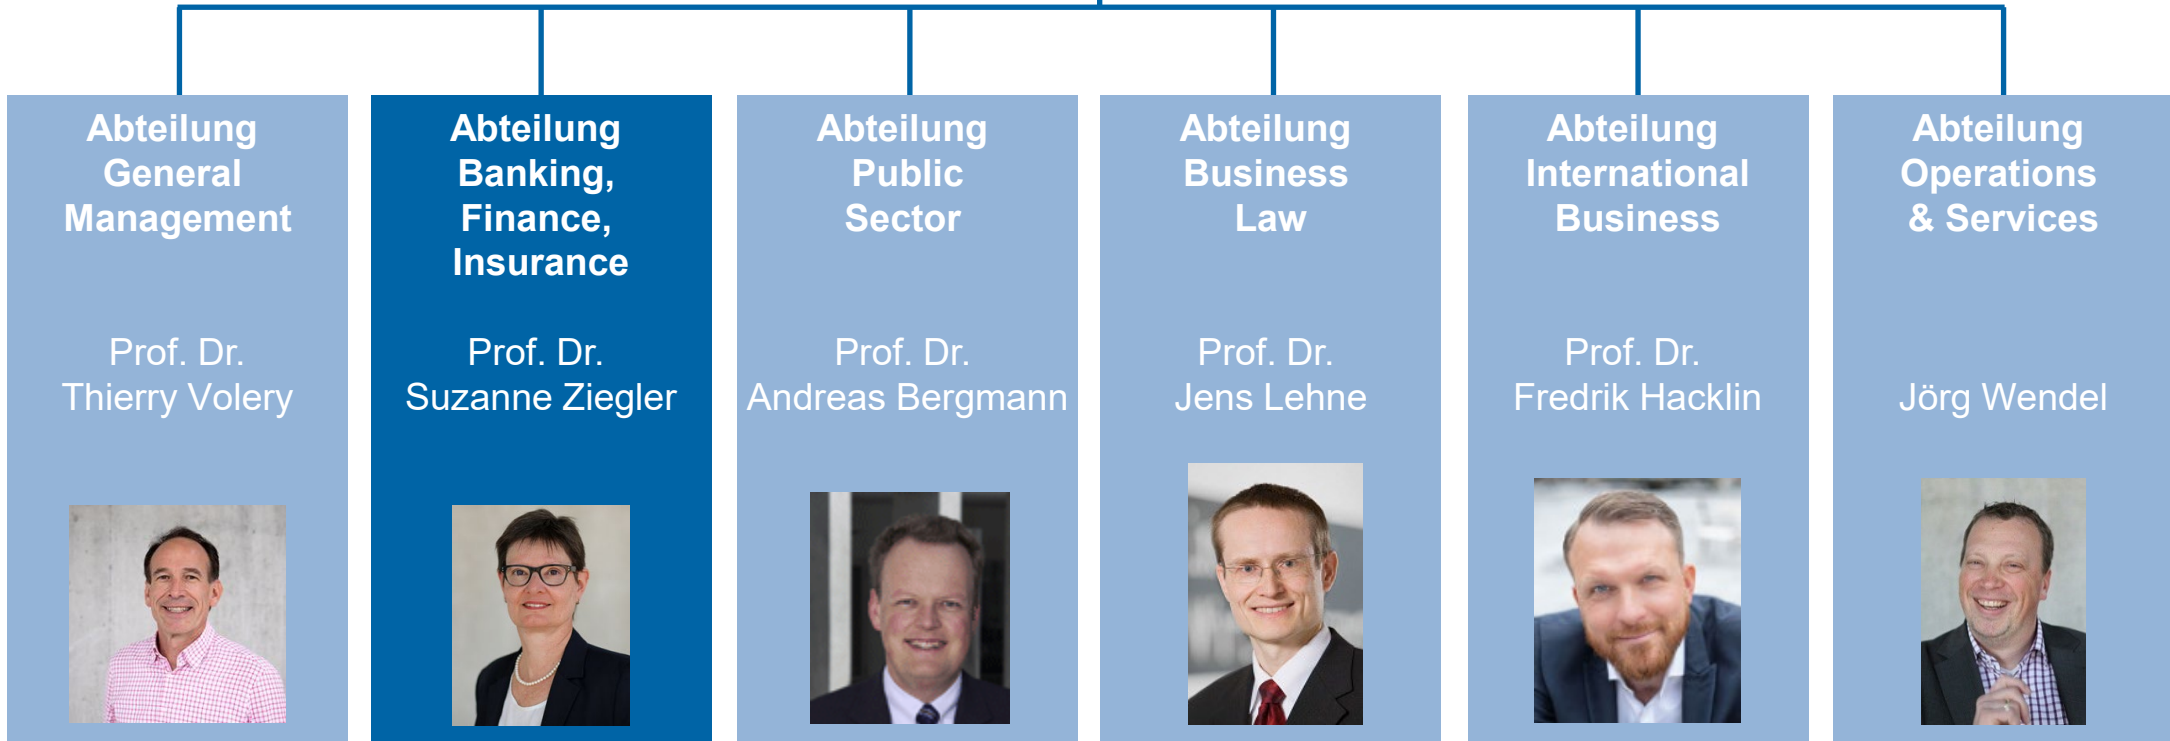 Abteilung
General
Management
Prof. Dr.
Thierry Volery
Abteilung
Banking,
Finance,
Insurance
Prof. Dr.
Suzanne Ziegler
Abteilung
Public
Sector
Prof. Dr.
Andreas Bergmann
Abteilung
Business
Law
Prof. Dr.
Jens Lehne
Abteilung
International
Business
Prof. Dr.
Fredrik Hacklin
Abteilung
Operations
& Services
Jörg Wendel